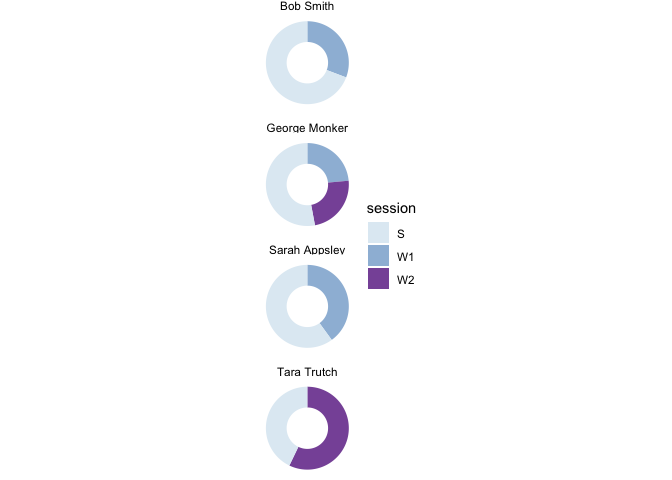 Bob Smith
George Monker
session
S
W1
Sarah Appsley
W2
Tara Trutch